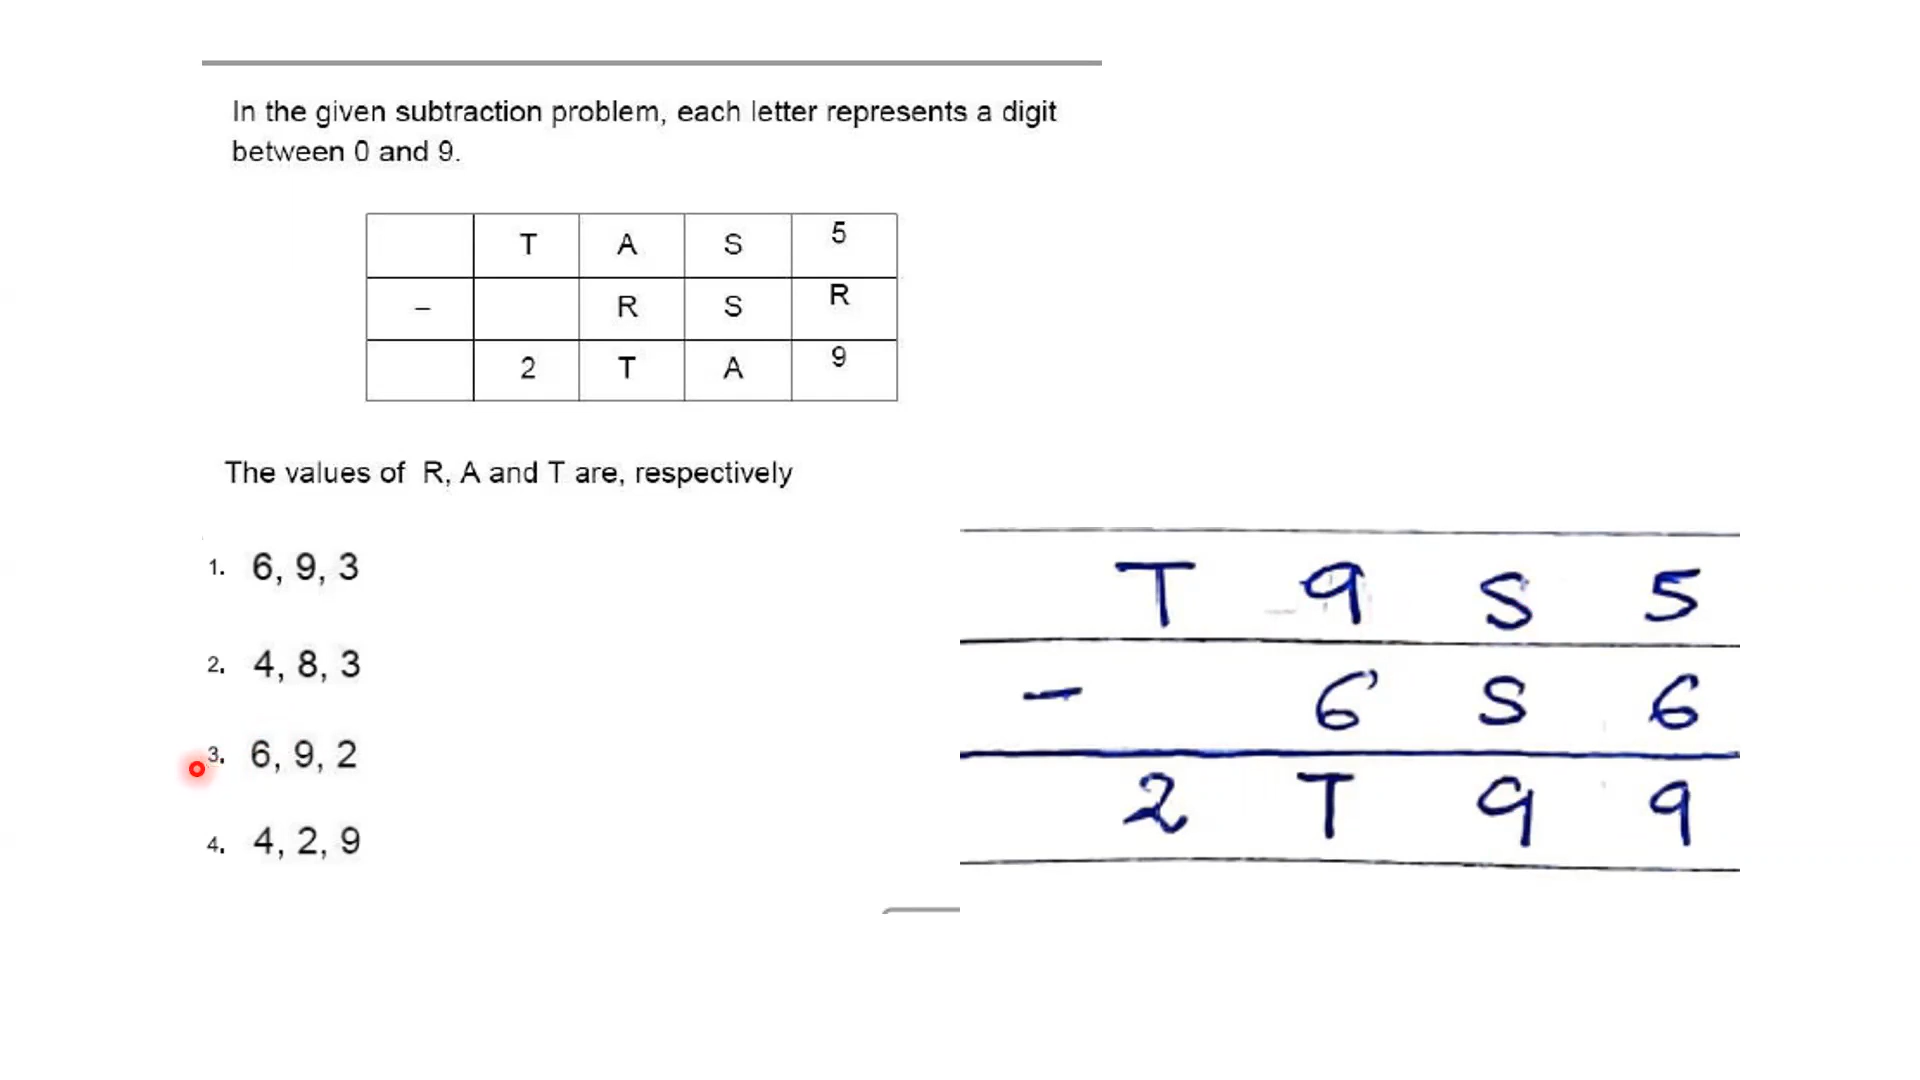 In the given subtraction problem, each letter represents a digit
between 0 and 9.
T A S 5
– R S R
2 T A 9
The values of R, A and T are, respectively
1. 6, 9, 3
2. 4, 8, 3
3. 6, 9, 2
4. 4, 2, 9
T 9 S 5
– 6 S 6
2 T 9 9